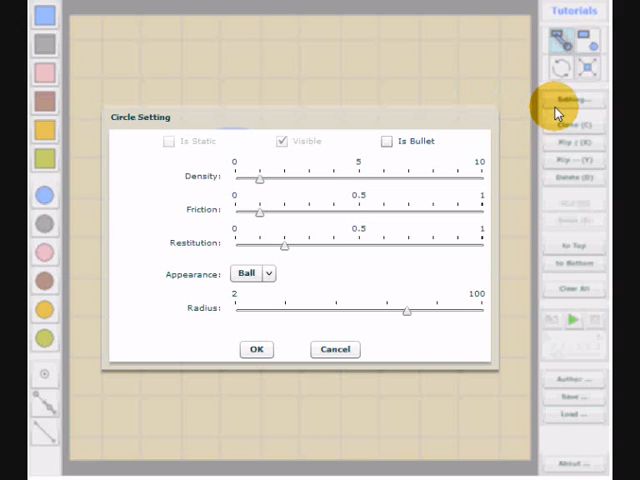 Tutorials
Circle Setting
Is Static
Visible
Is Bullet
0 5 10
Density:
0 0.5 1
Friction:
0 0.5 1
Restitution:
Appearance: Ball
2 100
Radius:
OK
Cancel
Setting...
Clone (C)
Flip (X)
Flip (Y)
Delete (D)
to Top
to Bottom
Clear All
Author ...
Save ...
Load ...
About ...